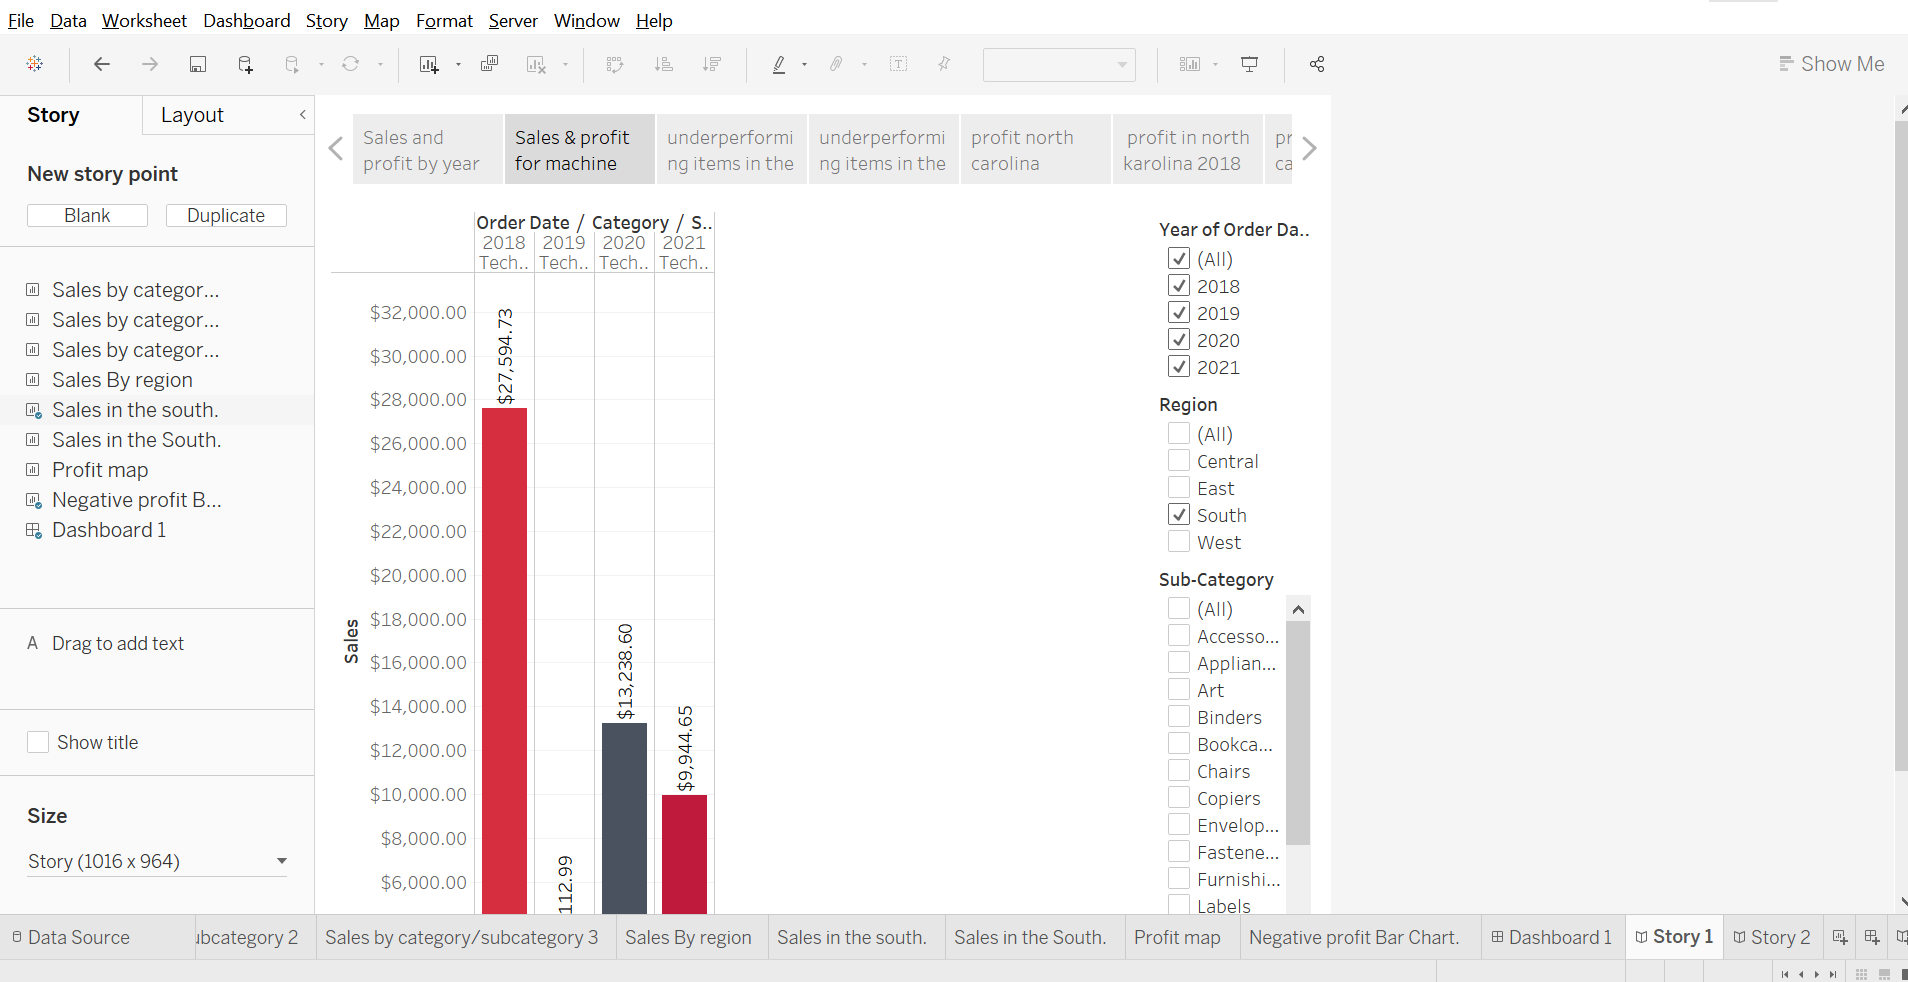 File Data Worksheet Dashboard Story Map Format Server Window Help
Show Me
Story Layout
New story point
Blank Duplicate
Sales by categor...
Sales by categor...
Sales by categor...
Sales By region
Sales in the south.
Sales in the South.
Profit map
Negative profit B...
Dashboard 1
A Drag to add text
Show title
Size
Story (1016 x 964)
Sales and
profit by year
Sales & profit
for machine
underperformi
ng items in the
underperformi
ng items in the
profit north
carolina
profit in north
karolina 2018
pr
ca
Order Date / Category / S..
2018 2019 2020 2021
Tech.. Tech.. Tech.. Tech..
Sales
$32,000.00
$30,000.00
$28,000.00
$26,000.00
$24,000.00
$22,000.00
$20,000.00
$18,000.00
$16,000.00
$14,000.00
$12,000.00
$10,000.00
$8,000.00
$6,000.00
$27,594.73
112.99
$13,238.60
$9,944.65
Year of Order Da..
(All)
2018
2019
2020
2021
Region
(All)
Central
East
South
West
Sub-Category
(All)
Accesso...
Applian...
Art
Binders
Bookca...
Chairs
Copiers
Envelop...
Fastene...
Furnishi...
Labels
Data Source ubcategory 2 Sales by category/subcategory 3 Sales By region Sales in the south. Sales in the South. Profit map Negative profit Bar Chart. Dashboard 1 Story 1 Story 2